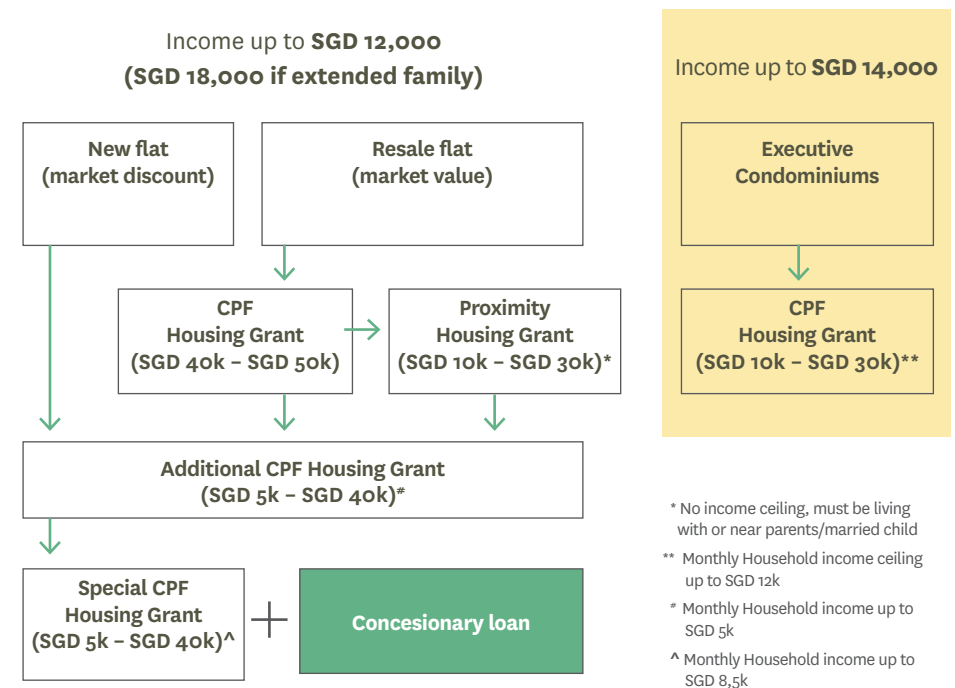 Income up to SGD 12,000
(SGD 18,000 if extended family)
Income up to SGD 14,000
New flat
(market discount)
Resale flat
(market value)
Executive
Condominiums
CPF
Housing Grant
(SGD 40k – SGD 50k)
Proximity
Housing Grant
(SGD 10k – SGD 30k)*
CPF
Housing Grant
(SGD 10k – SGD 30k)**
Additional CPF Housing Grant
(SGD 5k – SGD 40k)#
Special CPF
Housing Grant
(SGD 5k – SGD 40k)^
+
Concesionary loan
* No income ceiling, must be living
with or near parents/married child
** Monthly Household income ceiling
up to SGD 12k
# Monthly Household income up to
SGD 5k
^ Monthly Household income up to
SGD 8,5k